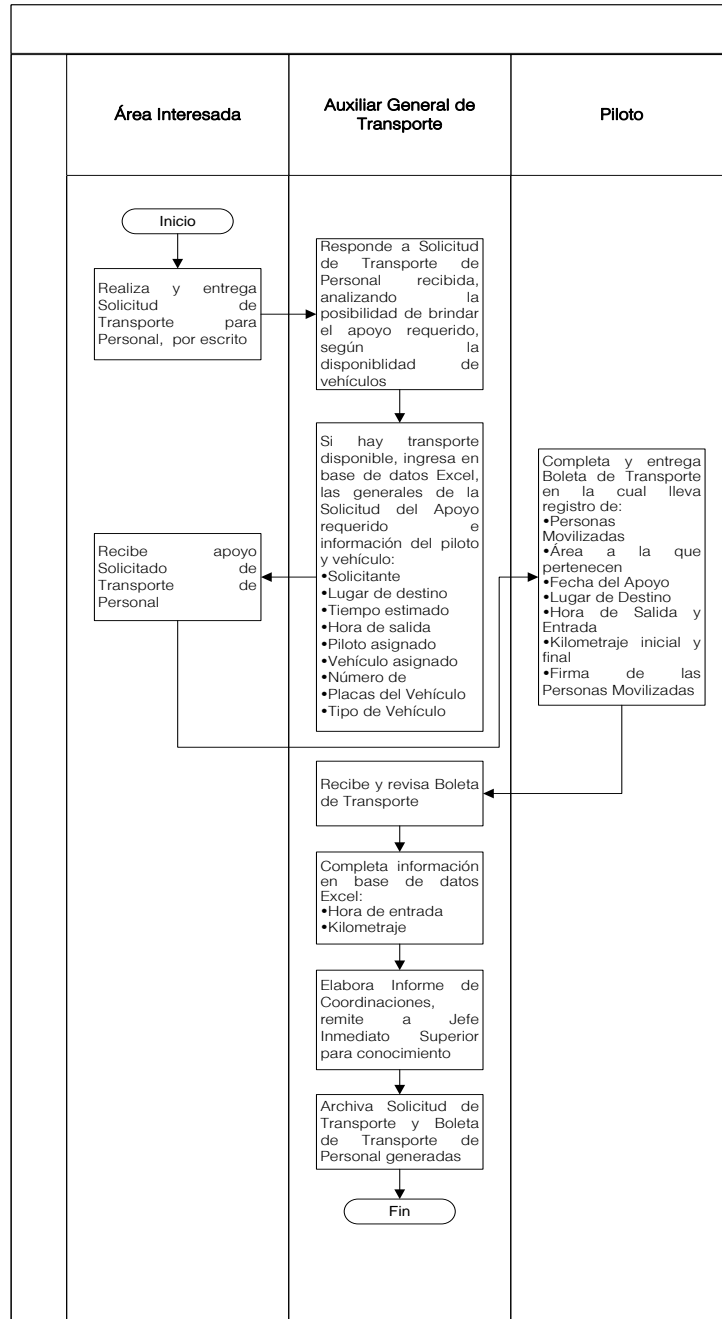 Área Interesada
Auxiliar General de
Transporte
Piloto
Inicio
Realiza y entrega
Solicitud de
Transporte para
Personal, por escrito
Responde a Solicitud
de Transporte de
Personal recibida,
analizando la
posibilidad de brindar
el apoyo requerido,
según la
disponiblidad de
vehículos
Si hay transporte
disponible, ingresa en
base de datos Excel,
las generales de la
Solicitud del Apoyo
requerido e
información del piloto
y vehículo:
•Solicitante
•Lugar de destino
•Tiempo estimado
•Hora de salida
•Piloto asignado
•Vehículo asignado
•Número de
•Placas del Vehículo
•Tipo de Vehículo
Recibe apoyo
Solicitado de
Transporte de
Personal
Completa y entrega
Boleta de Transporte
en la cual lleva
registro de:
•Personas
Movilizadas
•Área a la que
pertenecen
•Fecha del Apoyo
•Lugar de Destino
•Hora de Salida y
Entrada
•Kilometraje inicial y
final
•Firma de las
Personas Movilizadas
Recibe y revisa Boleta
de Transporte
Completa información
en base de datos
Excel:
•Hora de entrada
•Kilometraje
Elabora Informe de
Coordinaciones,
remite a Jefe
Inmediato Superior
para conocimiento
Archiva Solicitud de
Transporte y Boleta
de Transporte de
Personal generadas
Fin